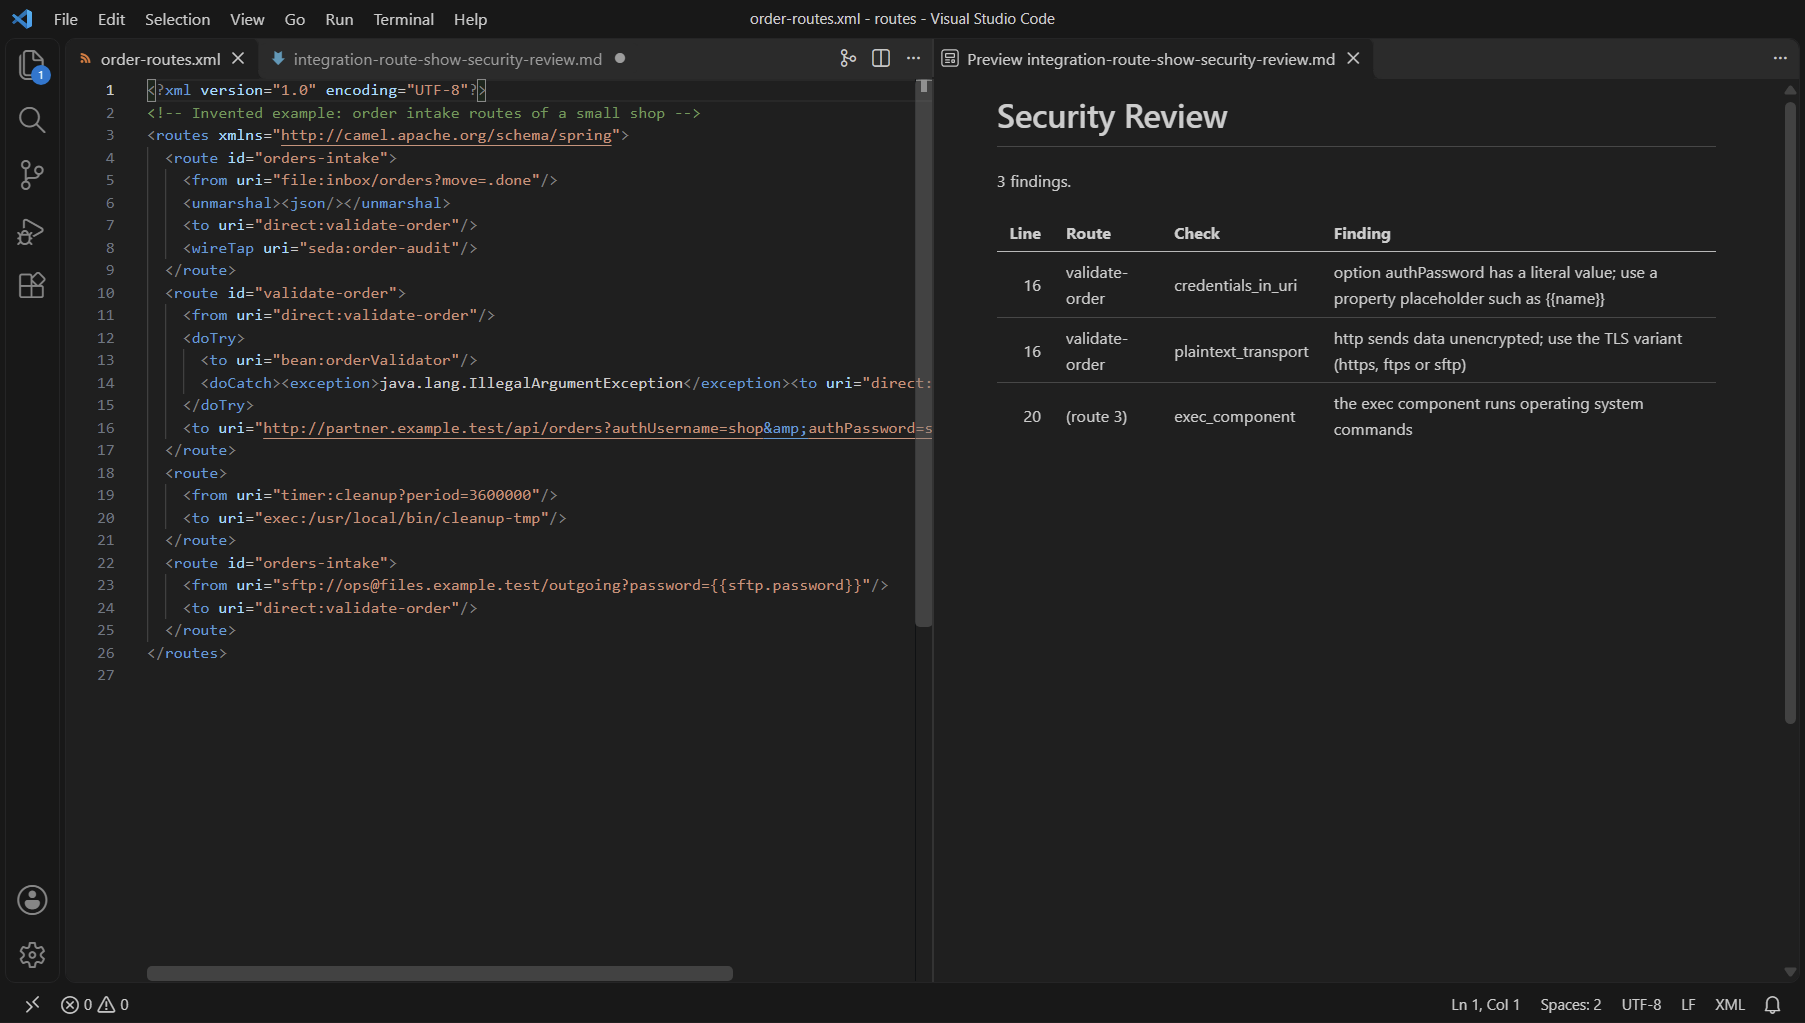 File Edit Selection View Go Run Terminal Help
order-routes.xml - routes - Visual Studio Code
order-routes.xml
integration-route-show-security-review.md
Preview integration-route-show-security-review.md
1
1 <?xml version="1.0" encoding="UTF-8"?>
2 <!-- Invented example: order intake routes of a small shop -->
3 <routes xmlns="http://camel.apache.org/schema/spring">
4 <route id="orders-intake">
5 <from uri="file:inbox/orders?move=.done"/>
6 <unmarshal><json/></unmarshal>
7 <to uri="direct:validate-order"/>
8 <wireTap uri="seda:order-audit"/>
9 </route>
10 <route id="validate-order">
11 <from uri="direct:validate-order"/>
12 <doTry>
13 <to uri="bean:orderValidator"/>
14 <doCatch><exception>java.lang.IllegalArgumentException</exception><to uri="direct:
15 </doTry>
16 <to uri="http://partner.example.test/api/orders?authUsername=shop&amp;authPassword=s
17 </route>
18 <route>
19 <from uri="timer:cleanup?period=3600000"/>
20 <to uri="exec:/usr/local/bin/cleanup-tmp"/>
21 </route>
22 <route id="orders-intake">
23 <from uri="sftp://ops@files.example.test/outgoing?password={{sftp.password}}"/>
24 <to uri="direct:validate-order"/>
25 </route>
26 </routes>
27
Security Review
3 findings.
Line Route Check Finding
16 validate-order credentials_in_uri option authPassword has a literal value; use a
property placeholder such as {{name}}
16 validate-order plaintext_transport http sends data unencrypted; use the TLS variant
(https, ftps or sftp)
20 (route 3) exec_component the exec component runs operating system
commands
0 0
Ln 1, Col 1 Spaces: 2 UTF-8 LF XML